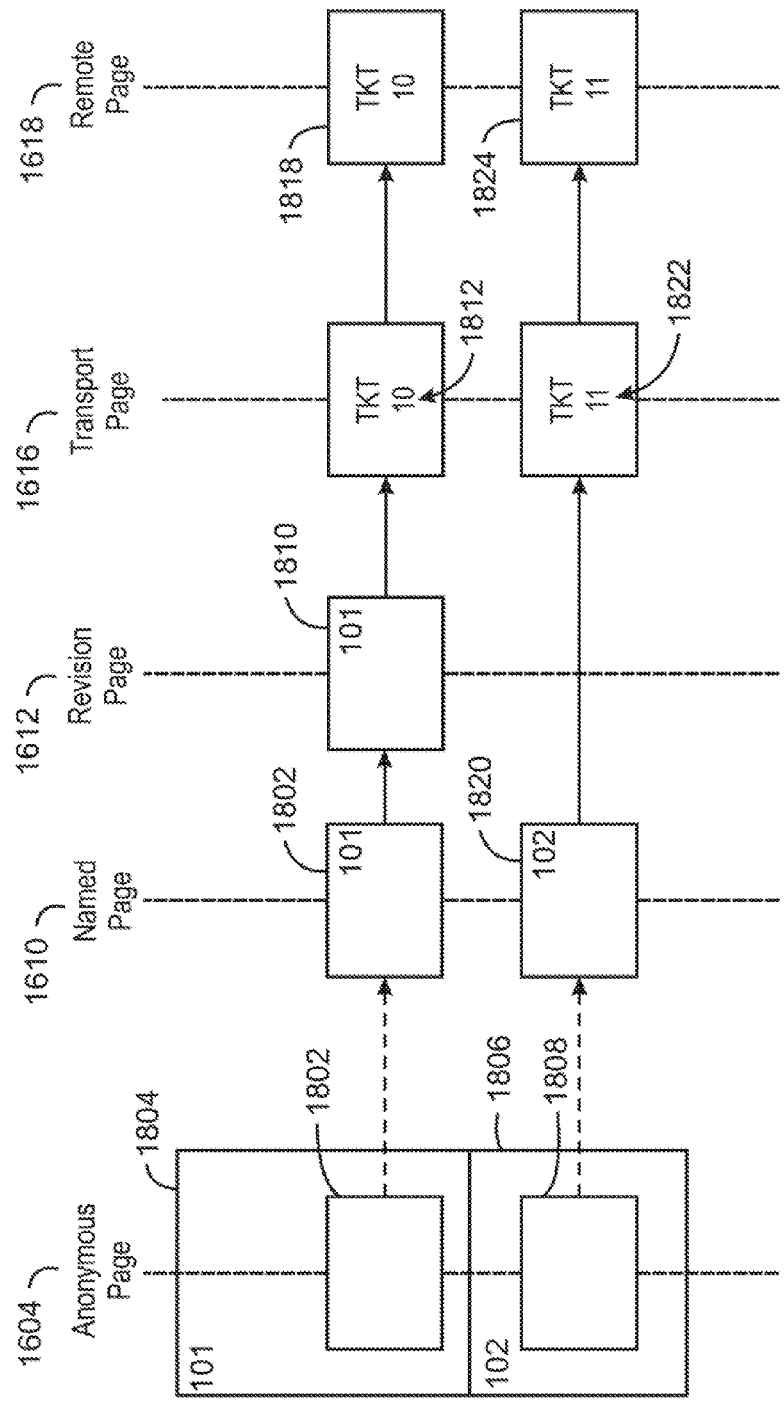 1604
Anonymous
Page
1610
Named
Page
1612
Revision
Page
1616
Transport
Page
1618
Remote
Page
101
1804
1802
101
1802
101
1810
TKT
10
1812
TKT
10
1818
102
1806
1808
102
1820
TKT
11
1822
TKT
11
1824